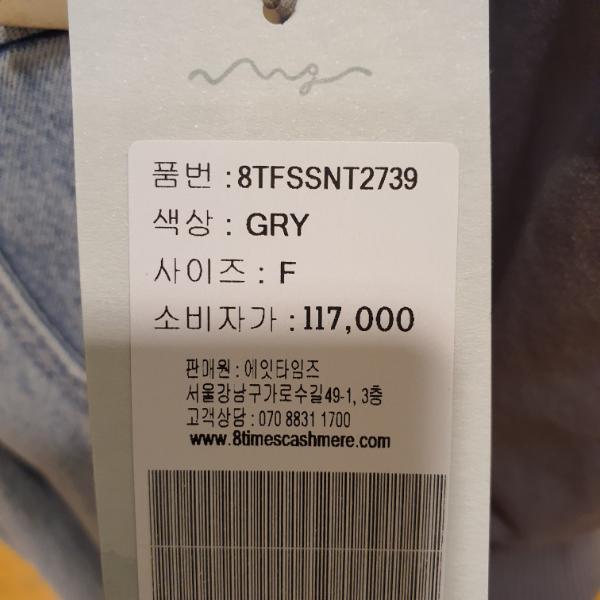 품번 : 8TFSSNT2739
색상 : GRY
사이즈 : F
소비자가 : 117,000
판매원 : 에잇타임즈
서울강남구가로수길49-1, 3층
고객상담 : 070 8831 1700
www.8timescashmere.com